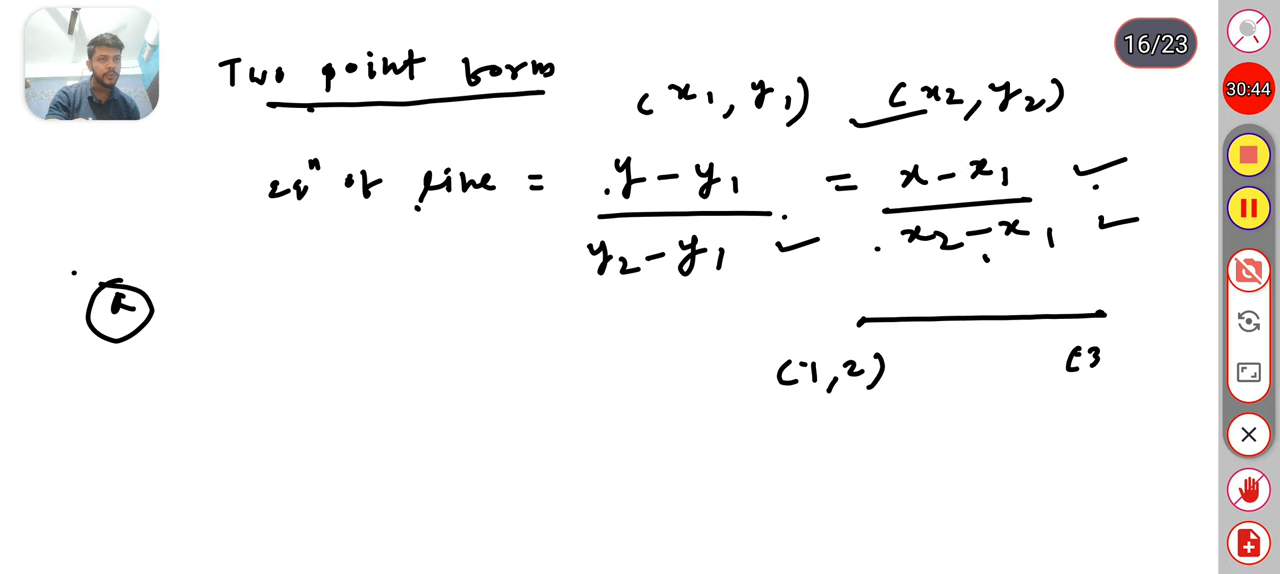 16/23
Two point form
(x₁, y₁) (x₂, y₂)
30:44
eqⁿ of line = y - y₁ / y₂ - y₁ = x - x₁ / x₂ - x₁
(-1, 2) (3